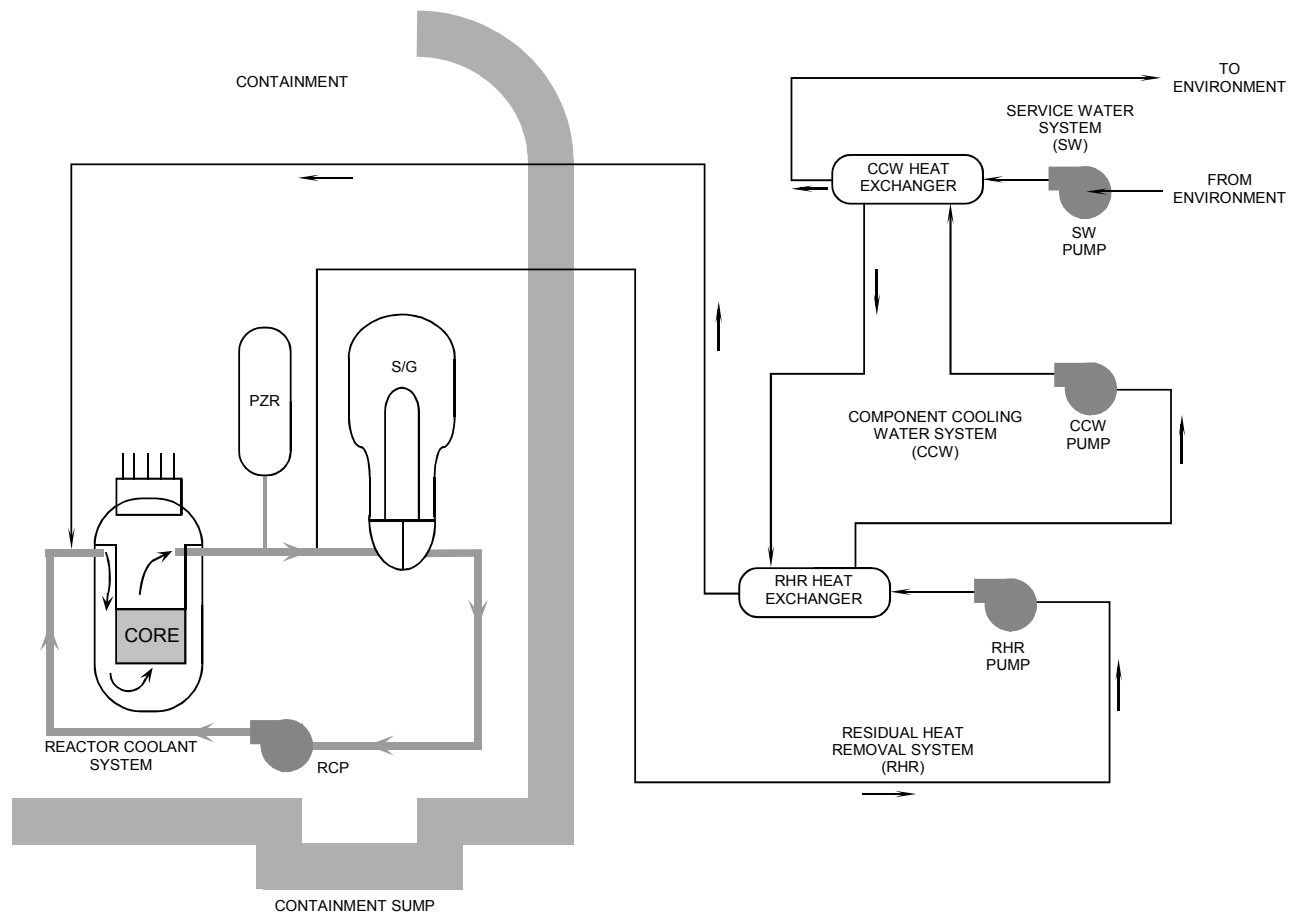 CONTAINMENT
TO
ENVIRONMENT
SERVICE WATER
SYSTEM
(SW)
CCW HEAT
EXCHANGER
FROM
ENVIRONMENT
SW
PUMP
S/G
PZR
COMPONENT COOLING
WATER SYSTEM
(CCW)
CCW
PUMP
RHR HEAT
EXCHANGER
CORE
RHR
PUMP
REACTOR COOLANT
SYSTEM
RCP
RESIDUAL HEAT
REMOVAL SYSTEM
(RHR)
CONTAINMENT SUMP